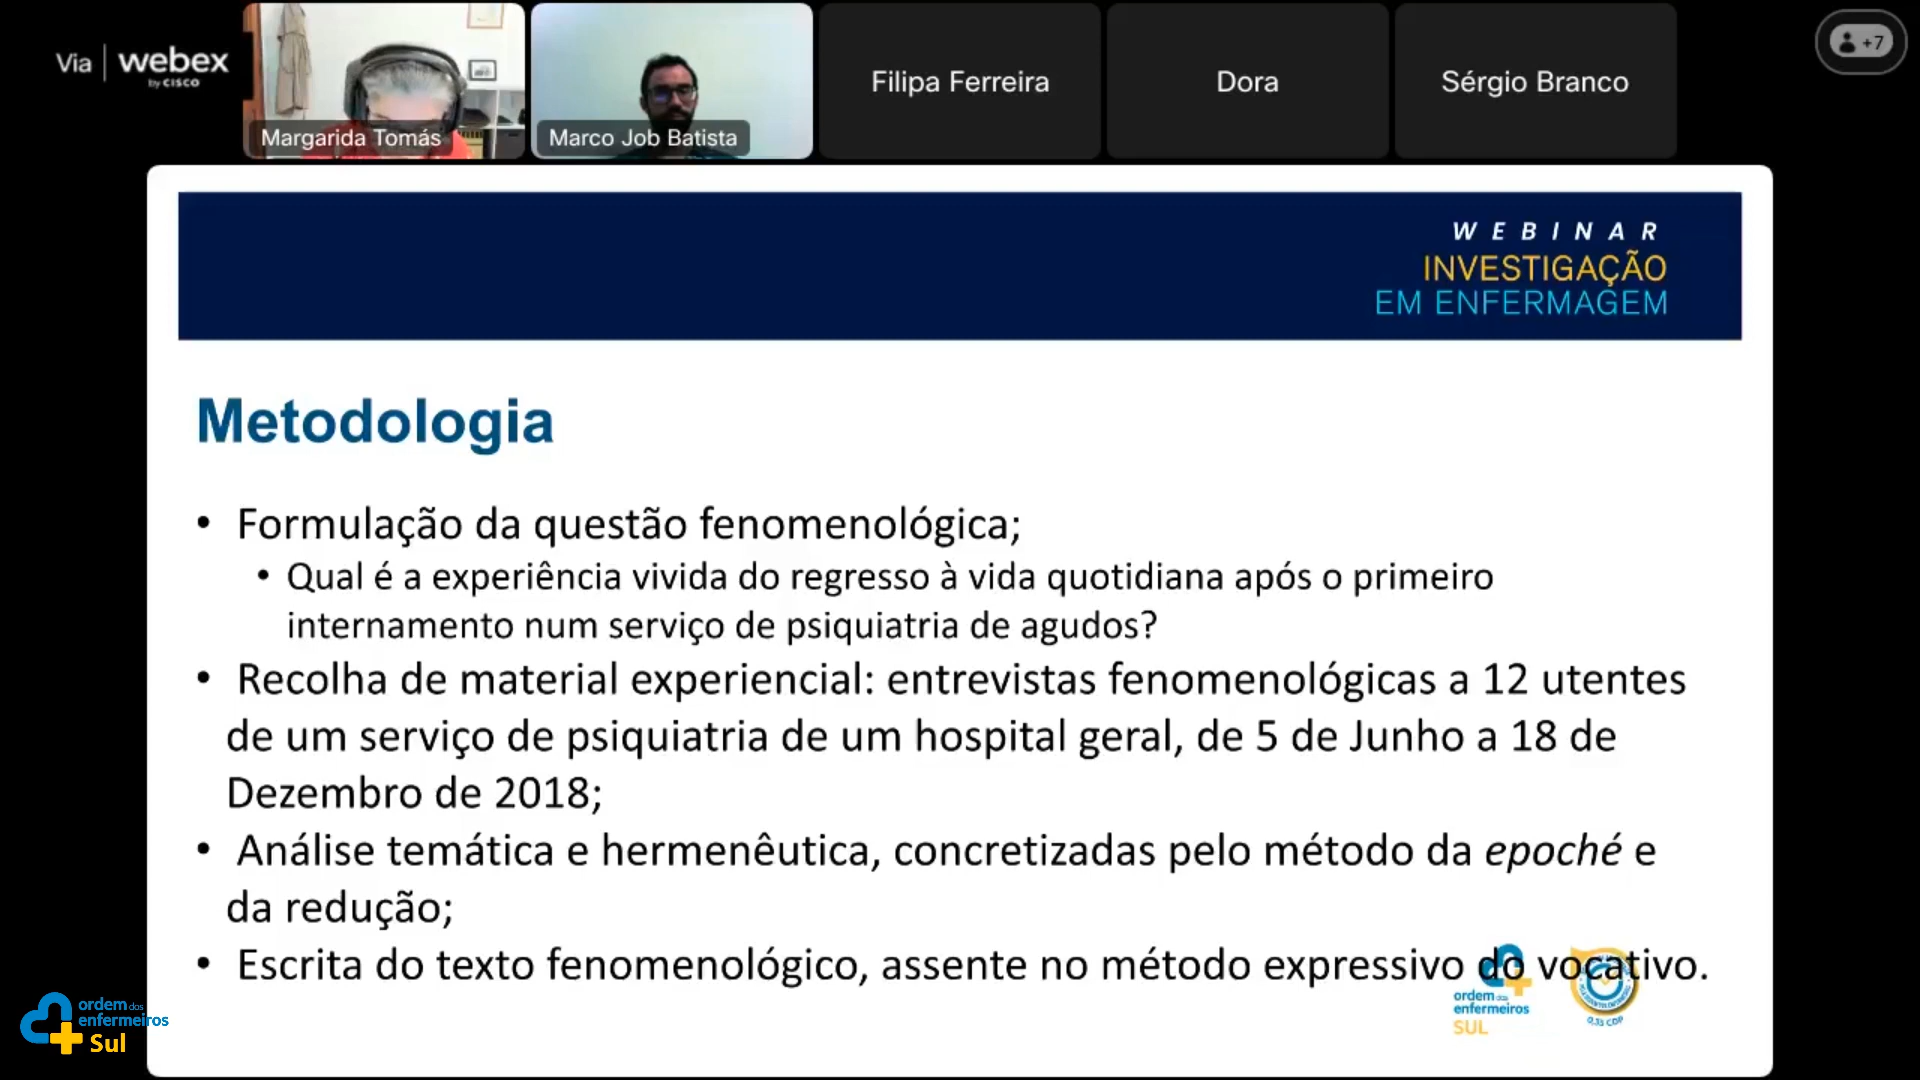 Via webex
by CISCO
Margarida Tomás
Marco Job Batista
Filipa Ferreira
Dora
Sérgio Branco
+7
WEBINAR
INVESTIGAÇÃO
EM ENFERMAGEM
Metodologia
• Formulação da questão fenomenológica;
• Qual é a experiência vivida do regresso à vida quotidiana após o primeiro
internamento num serviço de psiquiatria de agudos?
• Recolha de material experiencial: entrevistas fenomenológicas a 12 utentes
de um serviço de psiquiatria de um hospital geral, de 5 de Junho a 18 de
Dezembro de 2018;
• Análise temática e hermenêutica, concretizadas pelo método da epoché e
da redução;
• Escrita do texto fenomenológico, assente no método expressivo do vocativo.
ordem dos
enfermeiros
SUL
ordem dos
enfermeiros
Sul